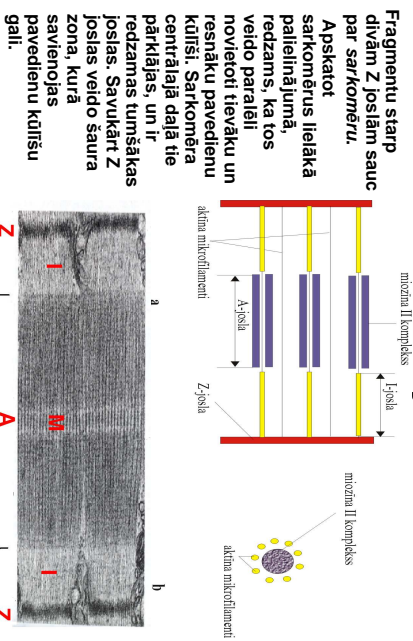 Fragmentu starp
divām Z joslām sauc
par sarkomēru.
Apskatot
sarkomērus lielākā
palielinājumā,
redzams, ka tos
veido paralēli
novietoti tievāku un
resnāku pavedienu
kūlīši. Sarkomēra
centrālajā daļā tie
pārklājas, un ir
redzamas tumšākas
joslas. Savukārt Z
joslas veido šaura
zona, kurā
savienojas
pavedienu kūlīšu
gali.
miozīna II komplekss
I-josla
A-josla
Z-josla
aktīna mikrofilamenti
miozīna II komplekss
aktīna mikrofilamenti
a
b
I
M
I
Z
A
Z